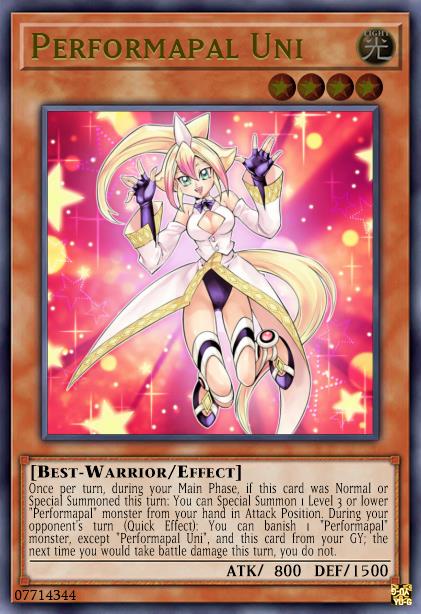 PERFORMAPAL UNI
LIGHT
光
[BEST-WARRIOR/EFFECT]
Once per turn, during your Main Phase, if this card was Normal or
Special Summoned this turn: You can Special Summon 1 Level 3 or lower
"Performapal" monster from your hand in Attack Position. During your
opponent's turn (Quick Effect): You can banish 1 "Performapal"
monster, except "Performapal Uni", and this card from your GY; the
next time you would take battle damage this turn, you do not.
ATK/ 800 DEF/1500
07714344